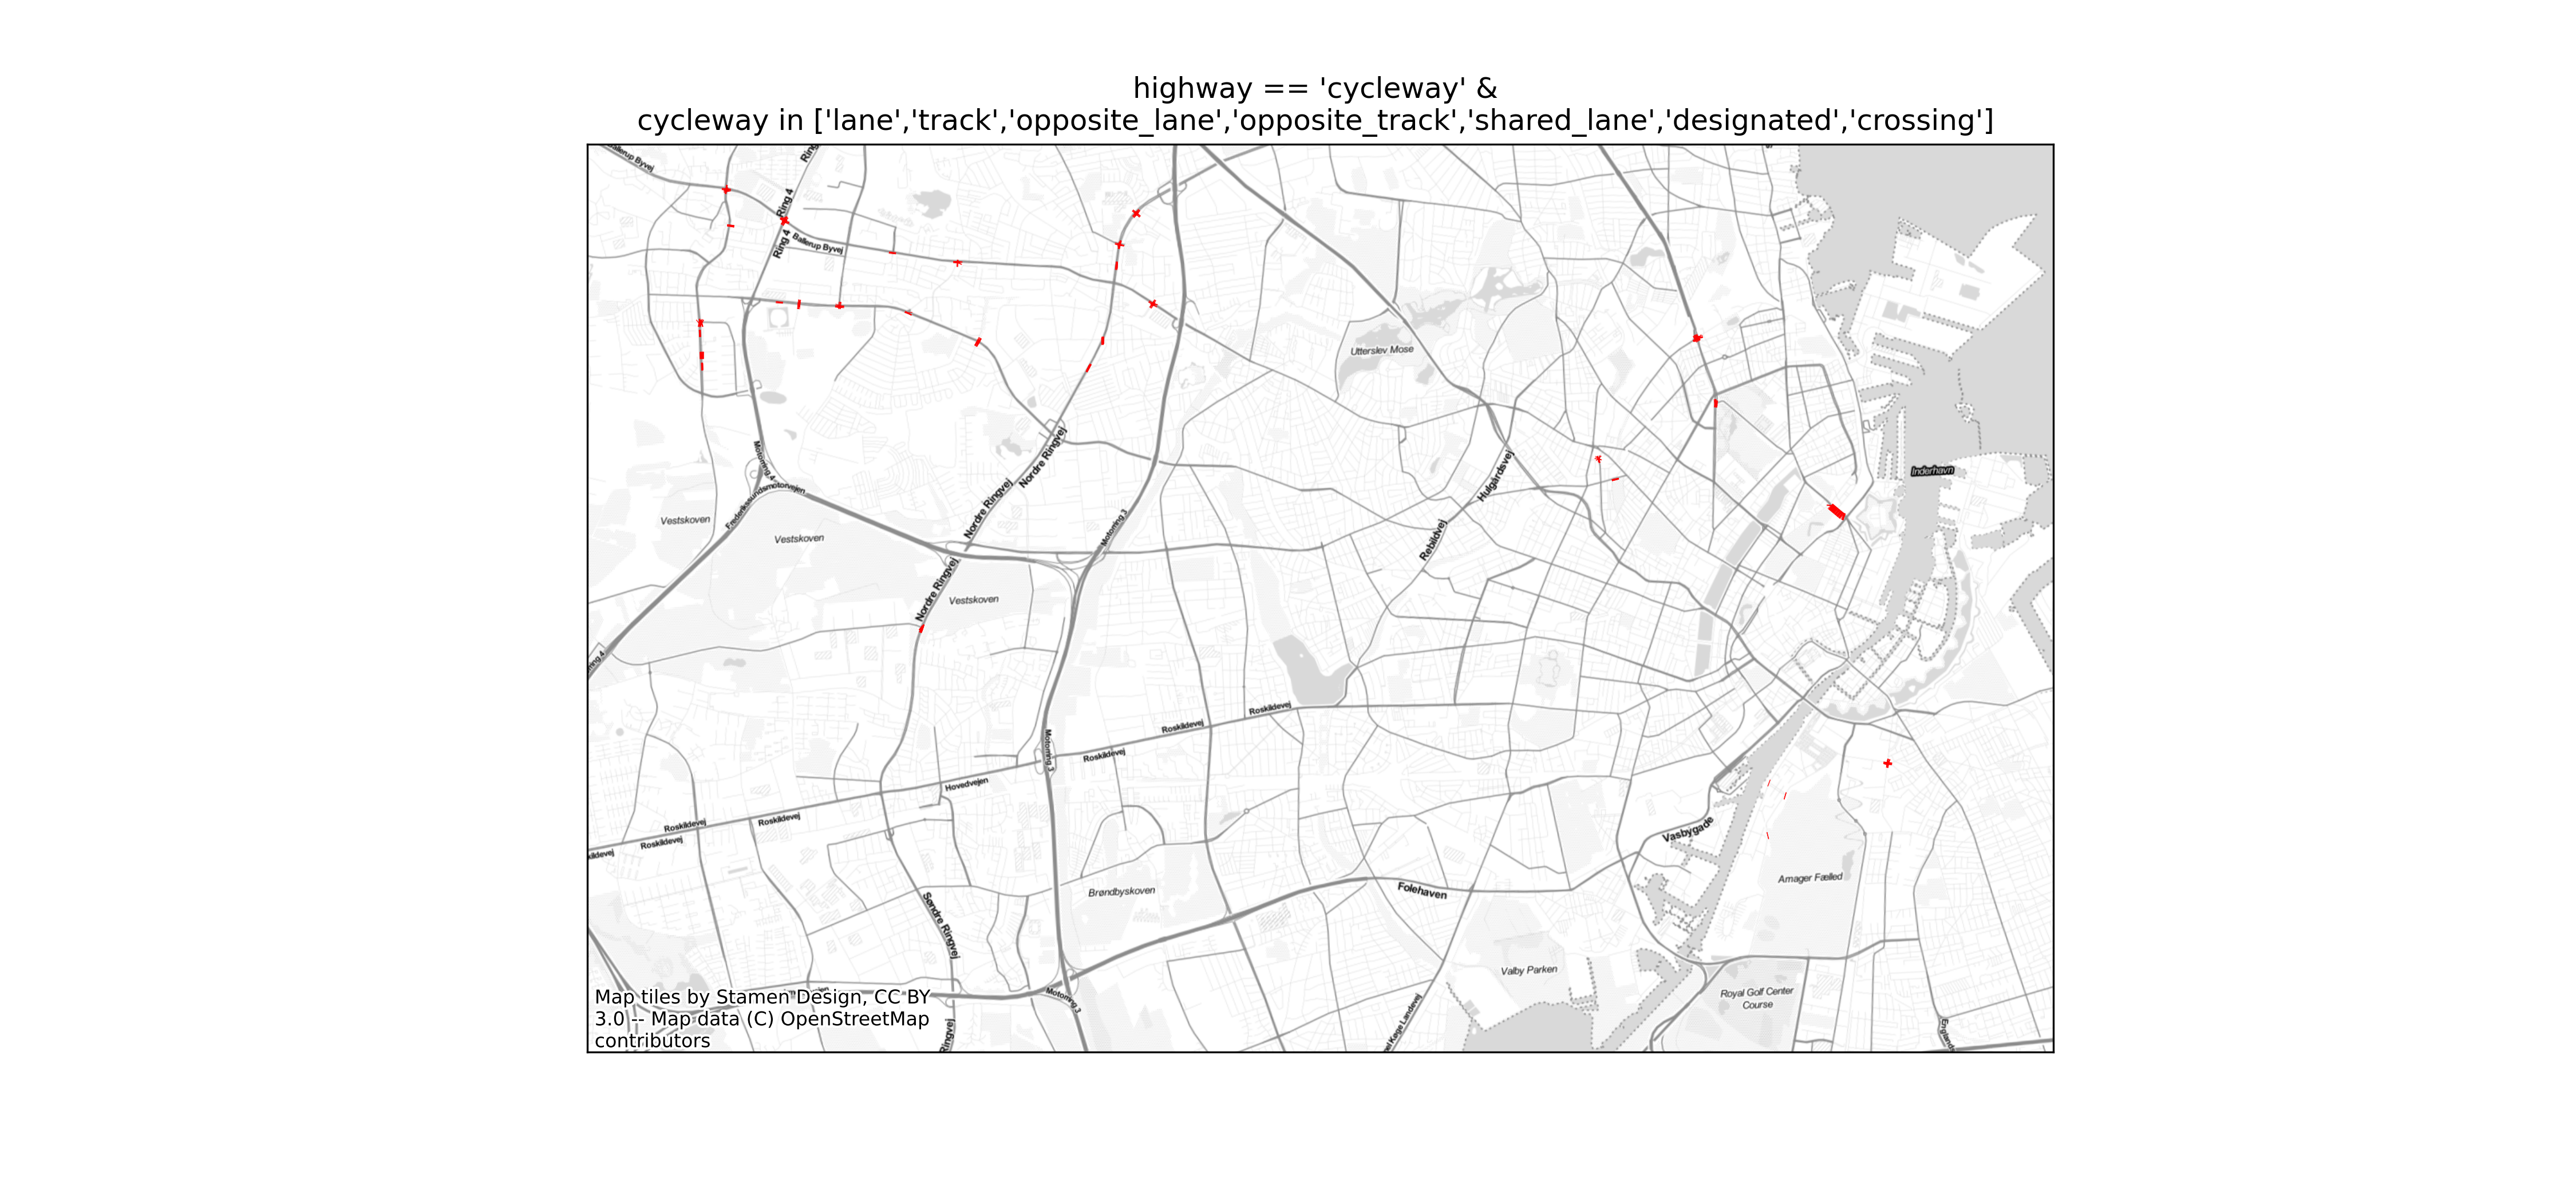 highway == 'cycleway' &
cycleway in ['lane','track','opposite_lane','opposite_track','shared_lane','designated','crossing']
Ballerup Byvej
Ring 4
Ring 4
Ballerup Byvej
Utterslev Mose
Nordre Ringvej
Motorring 4
Hulgårdsvej
Inderhavn
Frederikssundsmotorvejen
Nordre Ringvej
Vestskoven
Motorring 3
Vestskoven
Rebildvej
Nordre Ringvej
Vestskoven
Roskildevej
Roskildevej
Motorring 3
Roskildevej
Hovedvejen
Roskildevej
Roskildevej
Roskildevej
Vasbygade
Amager Fælled
Brøndbyskoven
Folehaven
Søndre Ringvej
Valby Parken
Royal Golf Center
Course
Motorring 3
Map tiles by Stamen Design, CC BY
3.0 -- Map data (C) OpenStreetMap
contributors